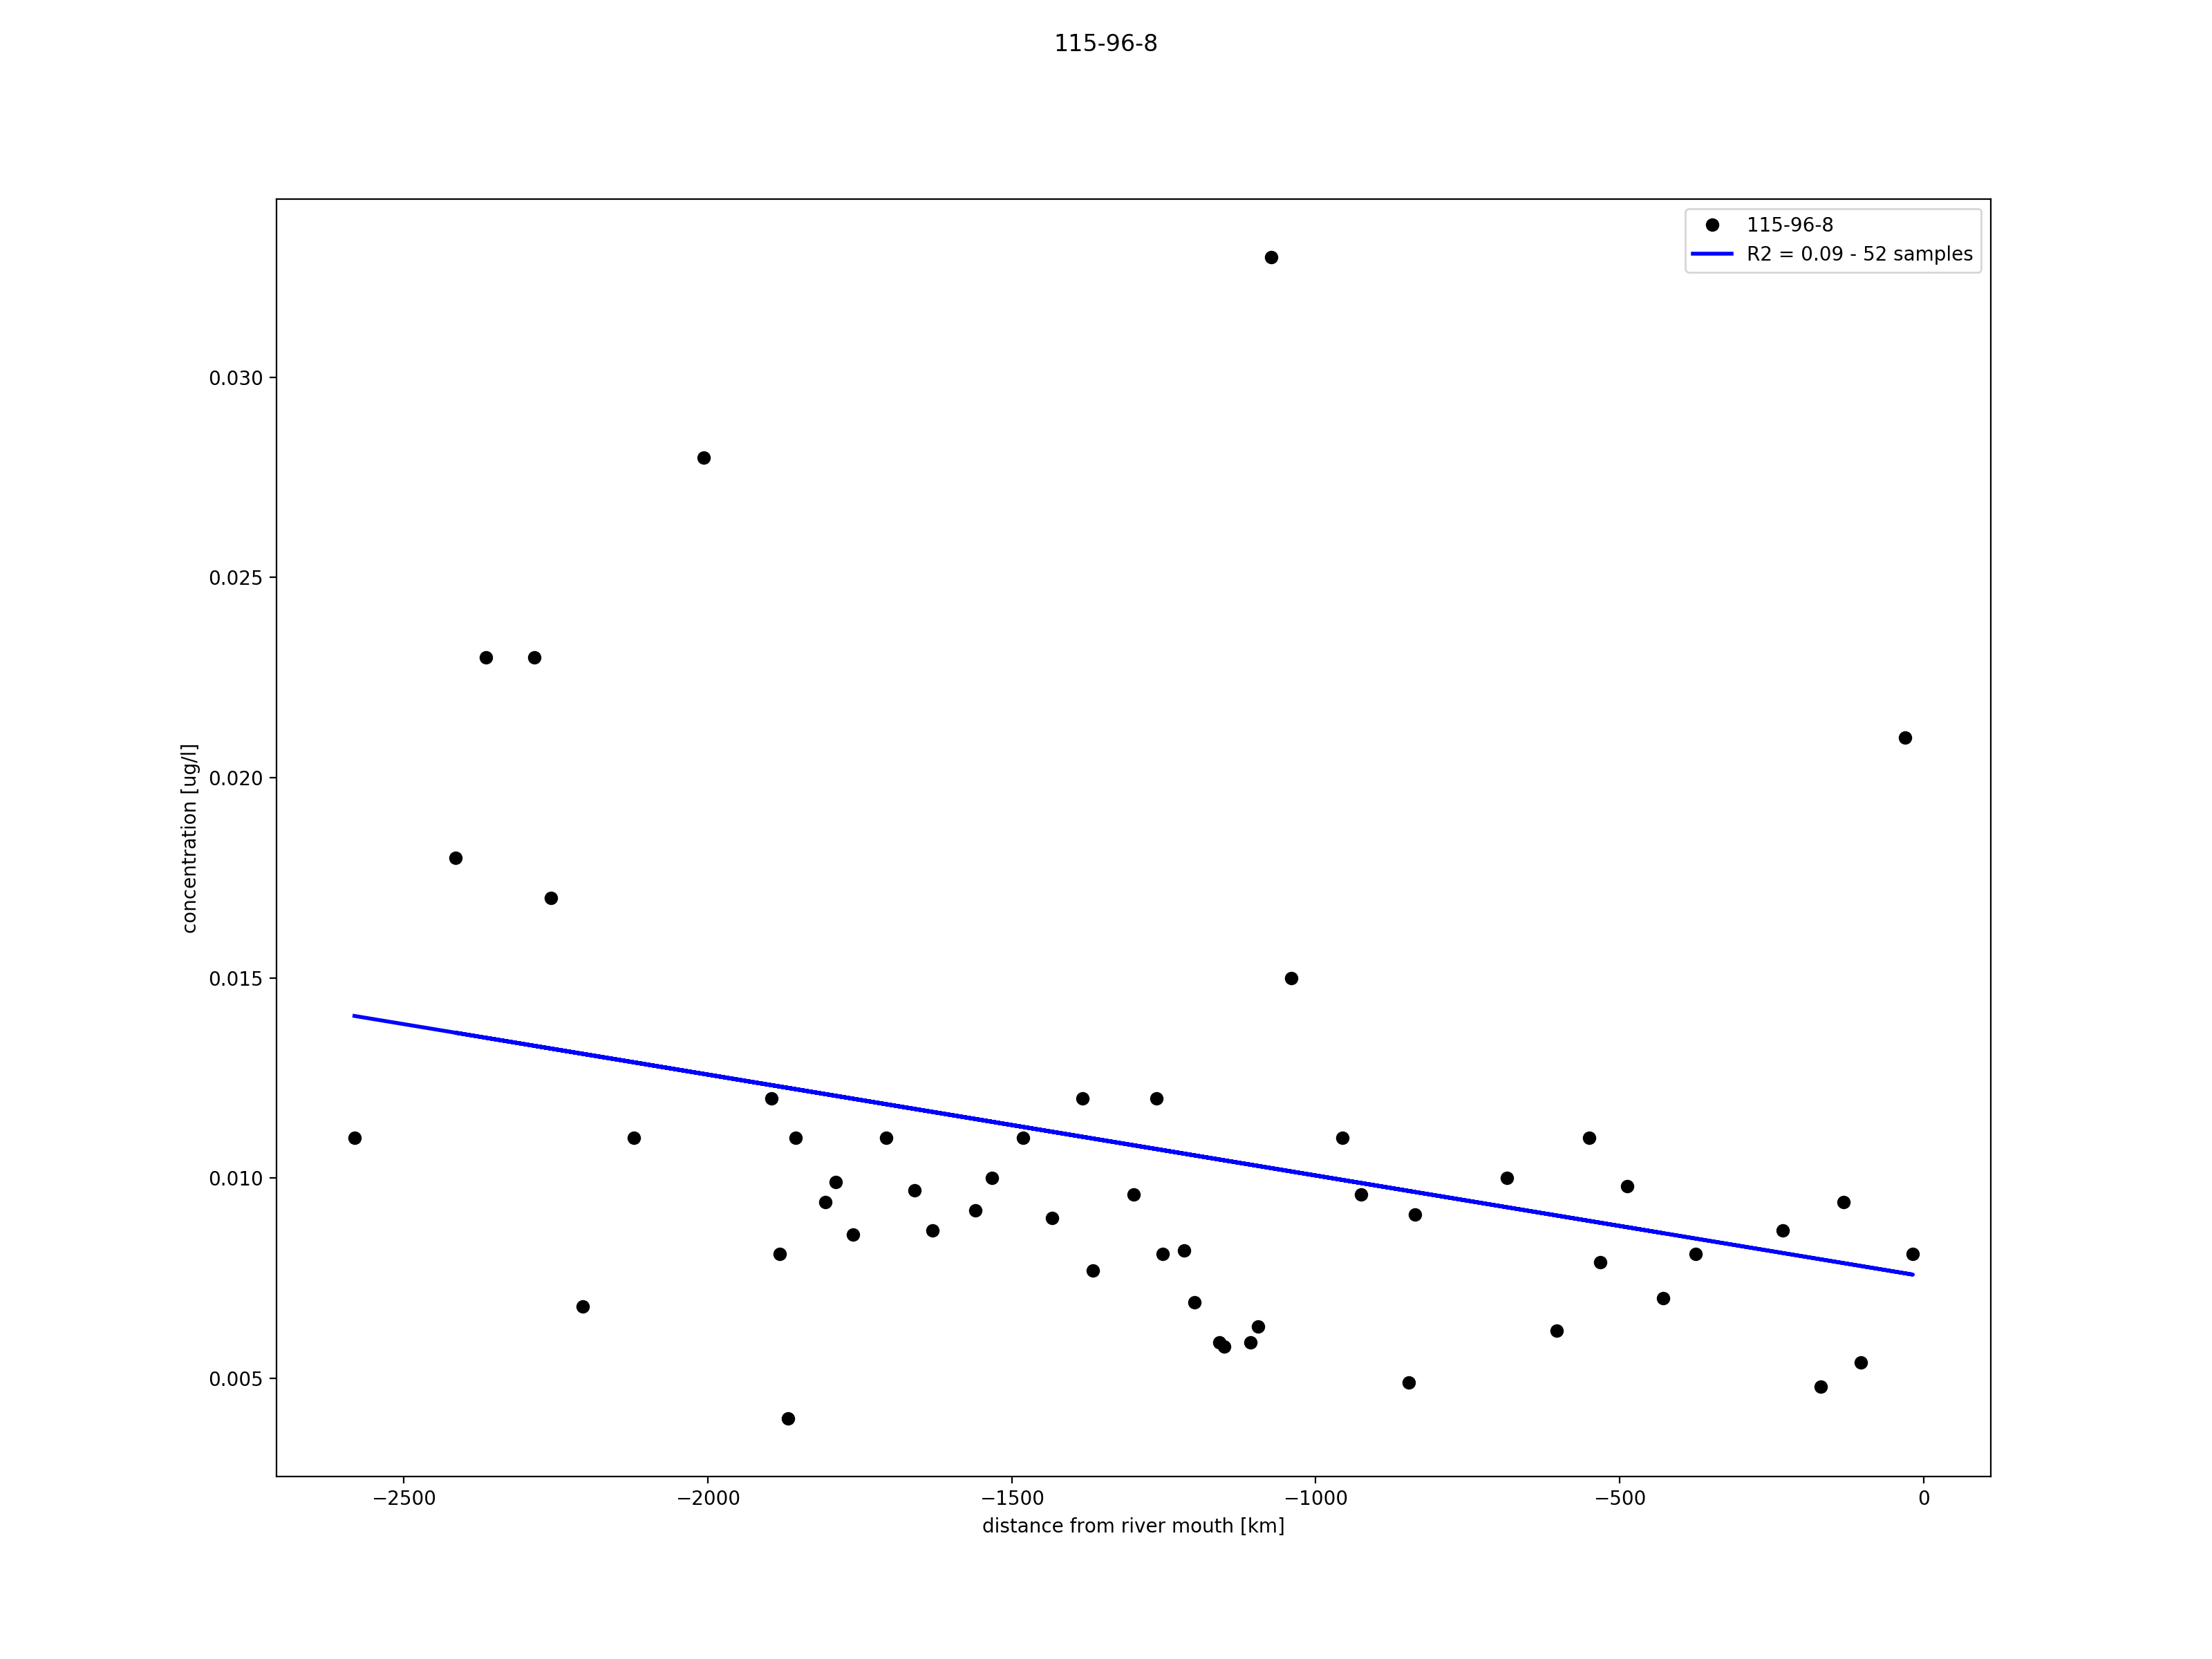 115-96-8
115-96-8
R2 = 0.09 - 52 samples
0.030
0.025
0.020
0.015
0.010
0.005
concentration [ug/l]
−2500 −2000 −1500 −1000 −500 0
distance from river mouth [km]